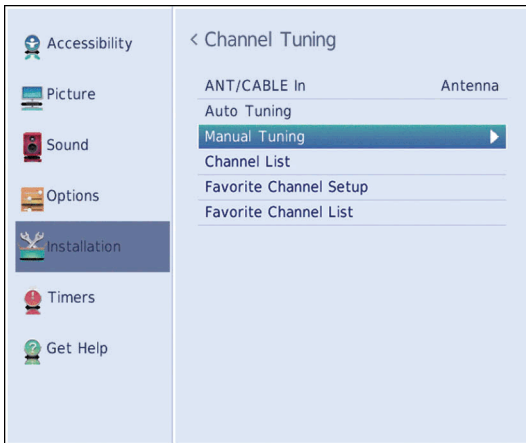 Accessibility
Picture
Sound
Options
Installation
Timers
Get Help
< Channel Tuning
ANT/CABLE In Antenna
Auto Tuning
Manual Tuning
Channel List
Favorite Channel Setup
Favorite Channel List